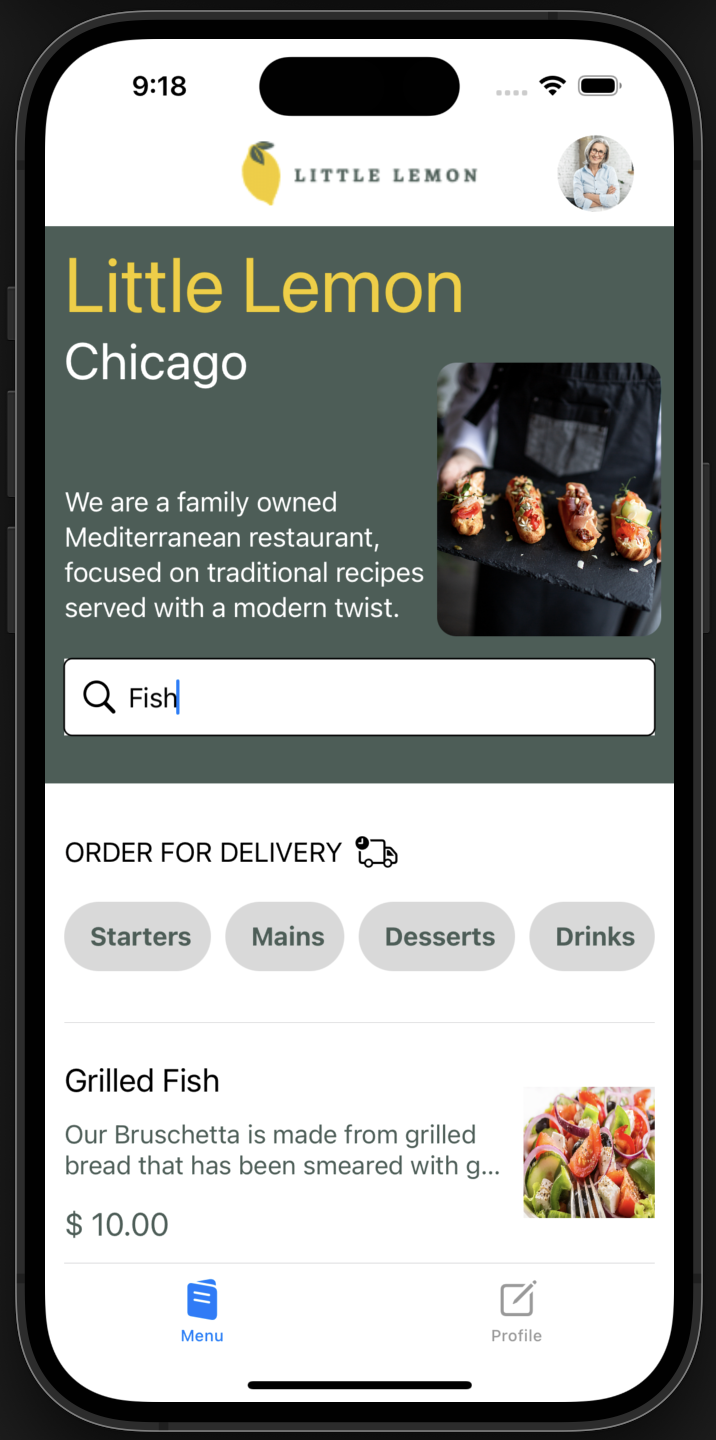 9:18
LITTLE LEMON
Little Lemon
Chicago
We are a family owned
Mediterranean restaurant,
focused on traditional recipes
served with a modern twist.
Fish
ORDER FOR DELIVERY
Starters
Mains
Desserts
Drinks
Grilled Fish
Our Bruschetta is made from grilled
bread that has been smeared with g...
$ 10.00
Menu
Profile